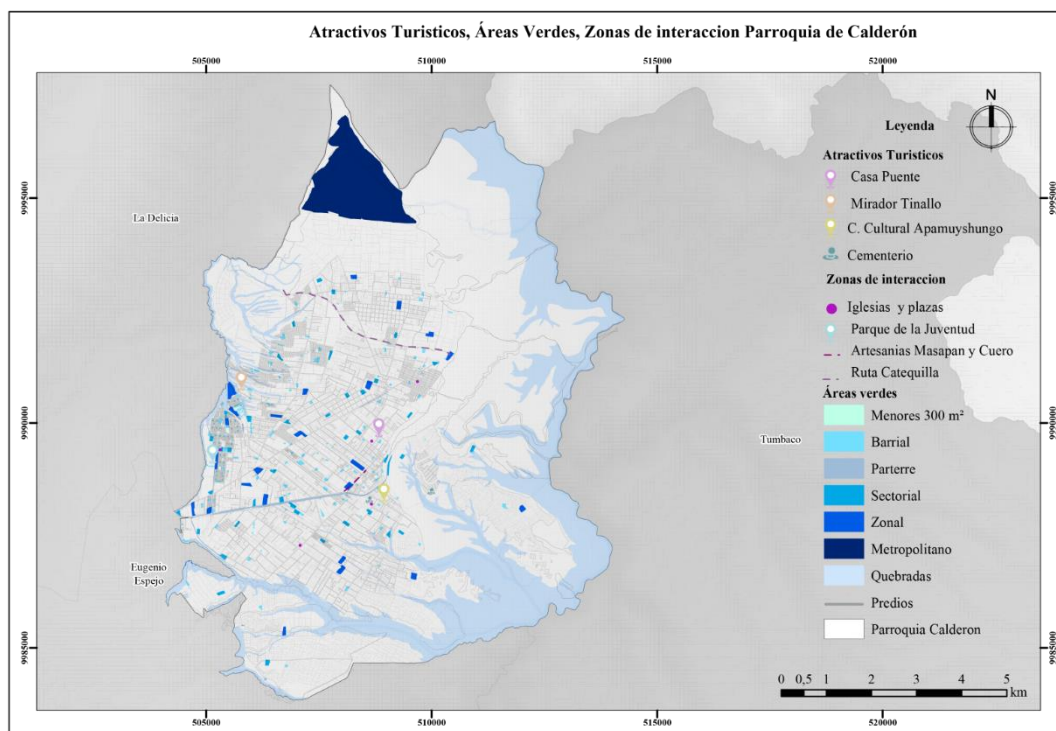 Atractivos Turisticos, Áreas Verdes, Zonas de interaccion Parroquia de Calderón
505000
510000
515000
520000
N
Leyenda
Atractivos Turisticos
Casa Puente
Mirador Tinallo
C. Cultural Apamuyshungo
Cementerio
Zonas de interaccion
Iglesias y plazas
Parque de la Juventud
Artesanias Masapan y Cuero
Ruta Catequilla
Áreas verdes
Menores 300 m²
Barrial
Parterre
Sectorial
Zonal
Metropolitano
Quebradas
Predios
Parroquia Calderon
9995000
9995000
La Delicia
9990000
9990000
Tumbaco
Eugenio
Espejo
9985000
9985000
0 0,5 1 2 3 4 5
km
505000
510000
515000
520000